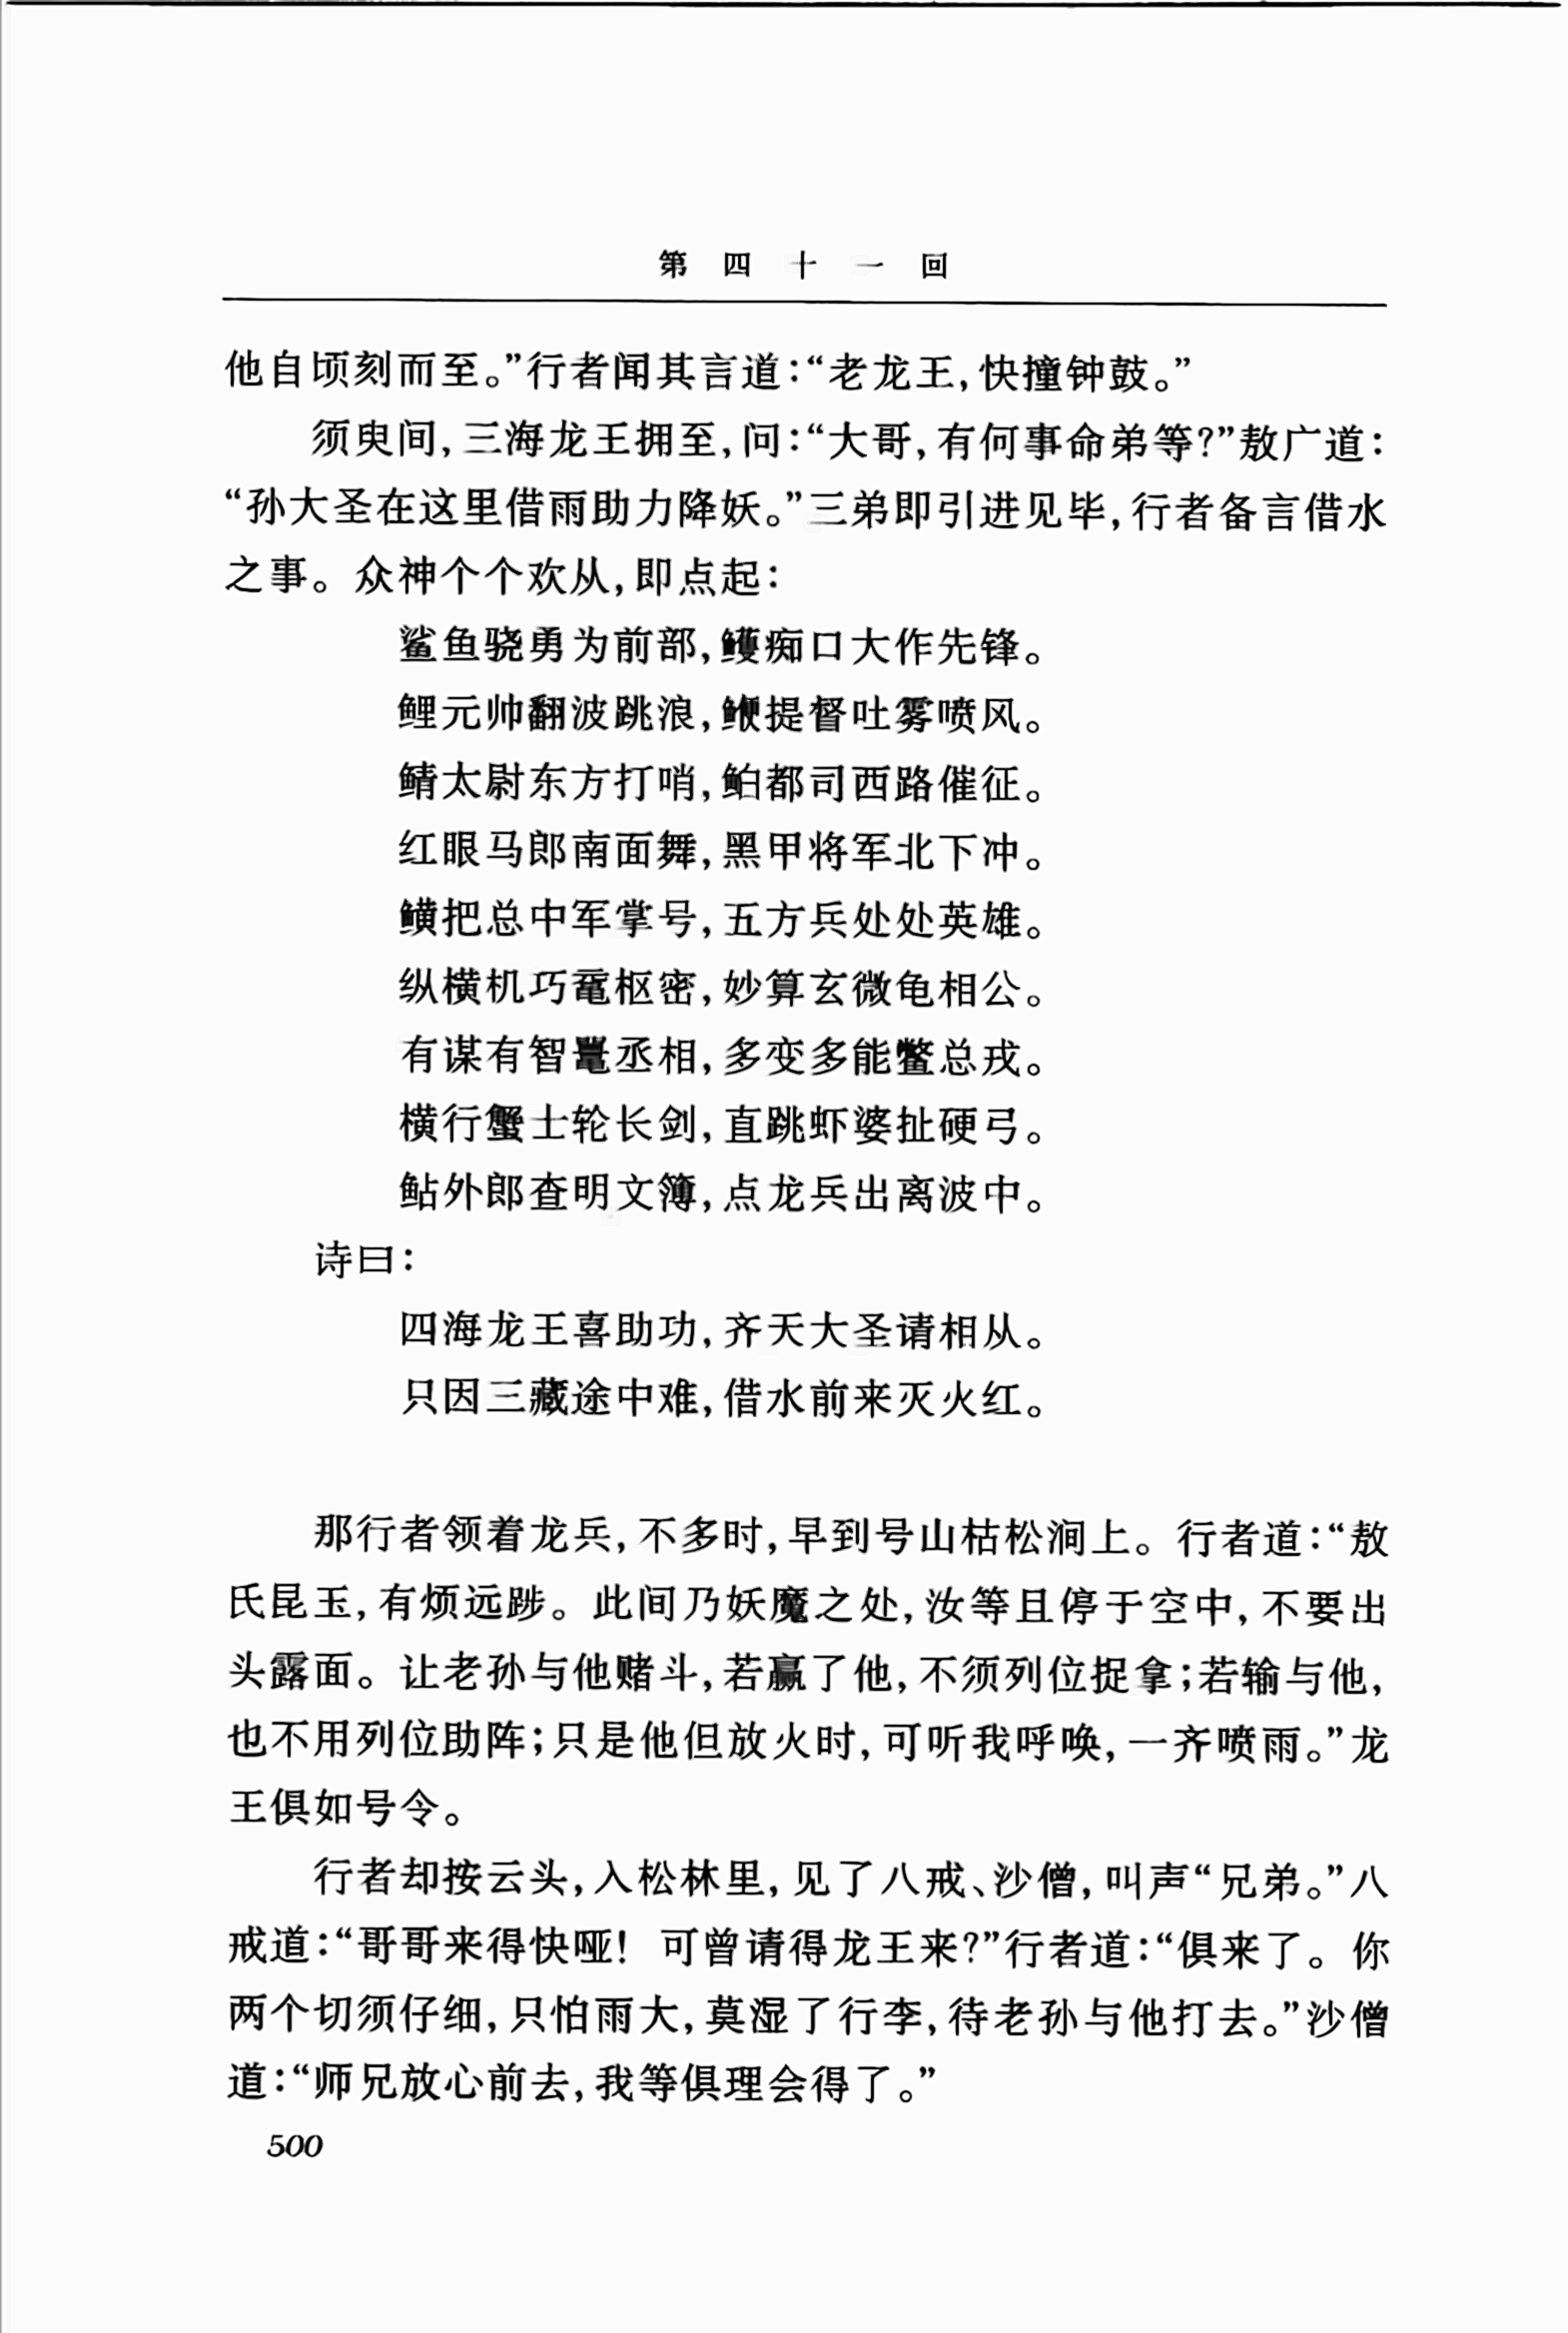 第四十一回
他自顷刻而至。”行者闻其言道：“老龙王，快撞钟鼓。”
须臾间，三海龙王拥至，问：“大哥，有何事命弟等？”敖广道：
“孙大圣在这里借雨助力降妖。”三弟即引进见毕，行者备言借水
之事。众神个个欢从，即点起：
鲨鱼骁勇为前部，鳠痴口大作先锋。
鲤元帅翻波跳浪，鯾提督吐雾喷风。
鲭太尉东方打哨，鲌都司西路催征。
红眼马郎南面舞，黑甲将军北下冲。
鱑把总中军掌号，五方兵处处英雄。
纵横机巧鼋枢密，妙算玄微龟相公。
有谋有智鼍丞相，多变多能鳖总戎。
横行蟹士轮长剑，直跳虾婆扯硬弓。
鲇外郎查明文簿，点龙兵出离波中。
诗曰：
四海龙王喜助功，齐天大圣请相从。
只因三藏途中难，借水前来灭火红。
那行者领着龙兵，不多时，早到号山枯松涧上。行者道：“敖
氏昆玉，有烦远踄。此间乃妖魔之处，汝等且停于空中，不要出
头露面。让老孙与他赌斗，若赢了他，不须列位捉拿；若输与他，
也不用列位助阵；只是他但放火时，可听我呼唤，一齐喷雨。”龙
王俱如号令。
行者却按云头，入松林里，见了八戒、沙僧，叫声“兄弟。”八
戒道：“哥哥来得快哑！ 可曾请得龙王来？”行者道：“俱来了。你
两个切须仔细，只怕雨大，莫湿了行李，待老孙与他打去。”沙僧
道：“师兄放心前去，我等俱理会得了。”
500